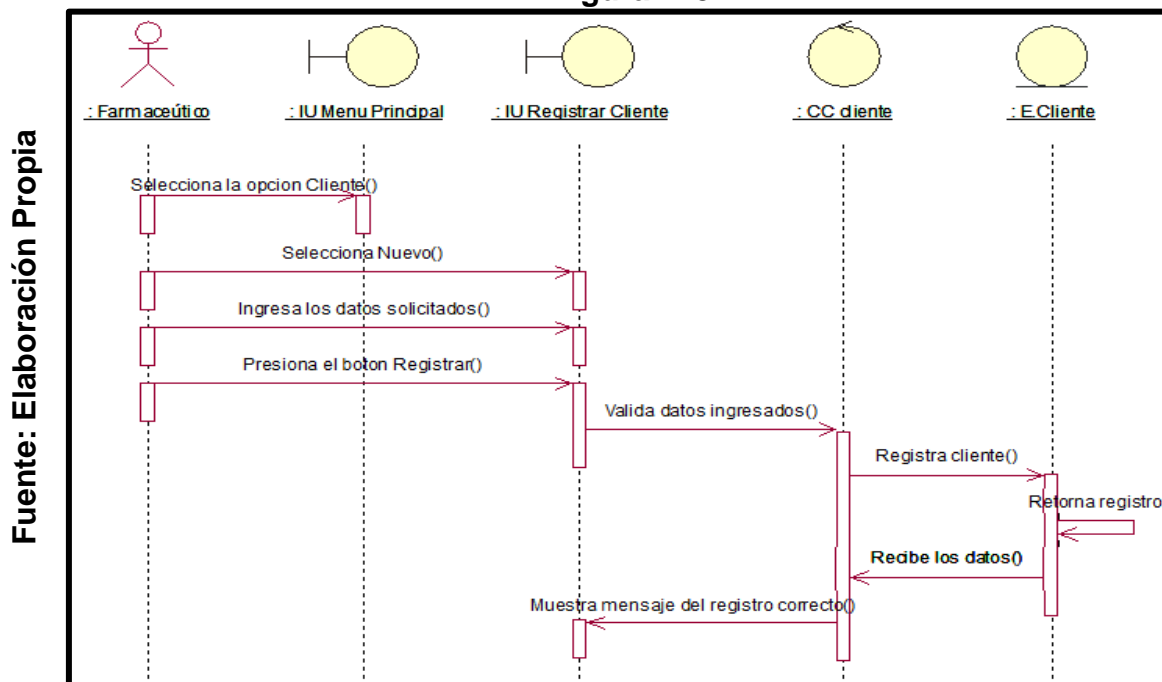 : Farmaceútico
: IU Menu Principal
: IU Registrar Cliente
: CC cliente
: E.Cliente
Selecciona la opcion Cliente()
Selecciona Nuevo()
Ingresa los datos solicitados()
Presiona el boton Registrar()
Valida datos ingresados()
Registra cliente()
Retorna registro
Recibe los datos()
Muestra mensaje del registro correcto()
Fuente: Elaboración Propia